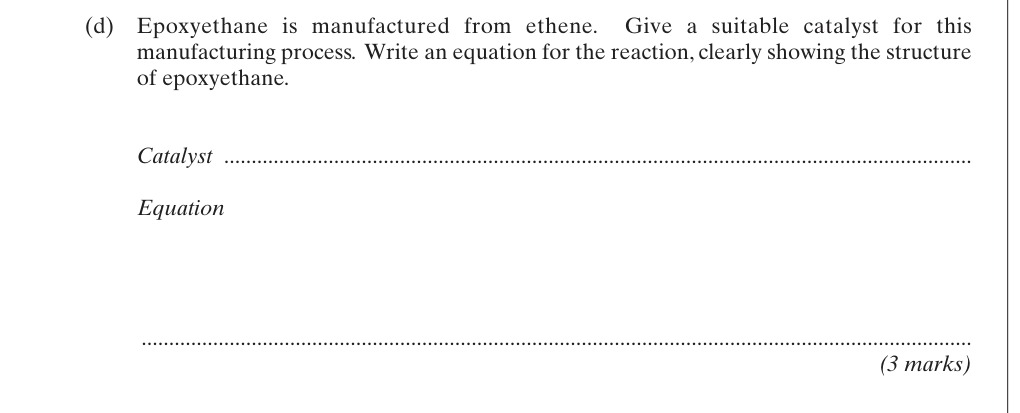 (d) Epoxyethane is manufactured from ethene. Give a suitable catalyst for this
manufacturing process. Write an equation for the reaction, clearly showing the structure
of epoxyethane.
Catalyst ................................................................................................................................
Equation
................................................................................................................................................
(3 marks)